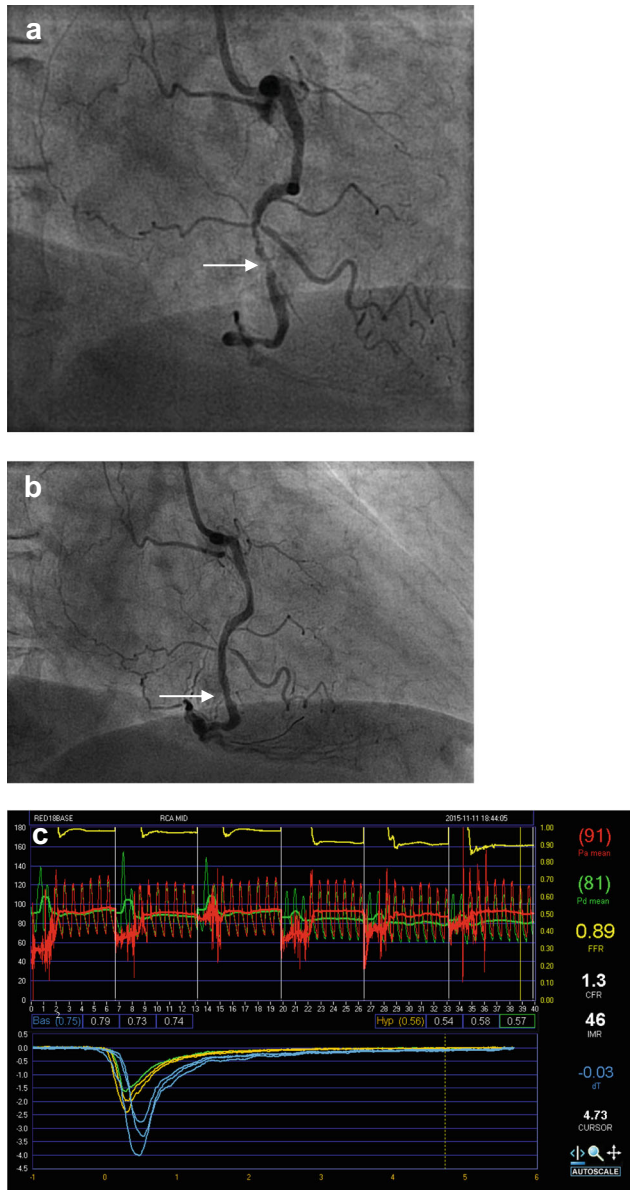 a
b
c
RED18BASE RCA MID 2015-11-11 18:44:05
180 1.00
160 0.90
140 0.80
120 0.70
100 0.60
80 0.50
60 0.40
40 0.30
20 0.20
0.10
0 0.00
0 1 2 3 4 5 6 7 8 9 10 11 12 13 14 15 16 17 18 19 20 21 22 23 24 25 26 27 28 29 30 31 32 33 34 35 36 37 38 39 40
2
Bas (0.75) 0.79 0.73 0.74 Hyp (0.56) 0.54 0.58 0.57
0.5
0.0
-0.5
-1.0
-1.5
-2.0
-2.5
-3.0
-3.5
-4.0
-4.5
-1 0 1 2 3 4 5 6
(91)
Pa mean
(81)
Pd mean
0.89
FFR
1.3
CFR
46
IMR
-0.03
dT
4.73
CURSOR
AUTOSCALE